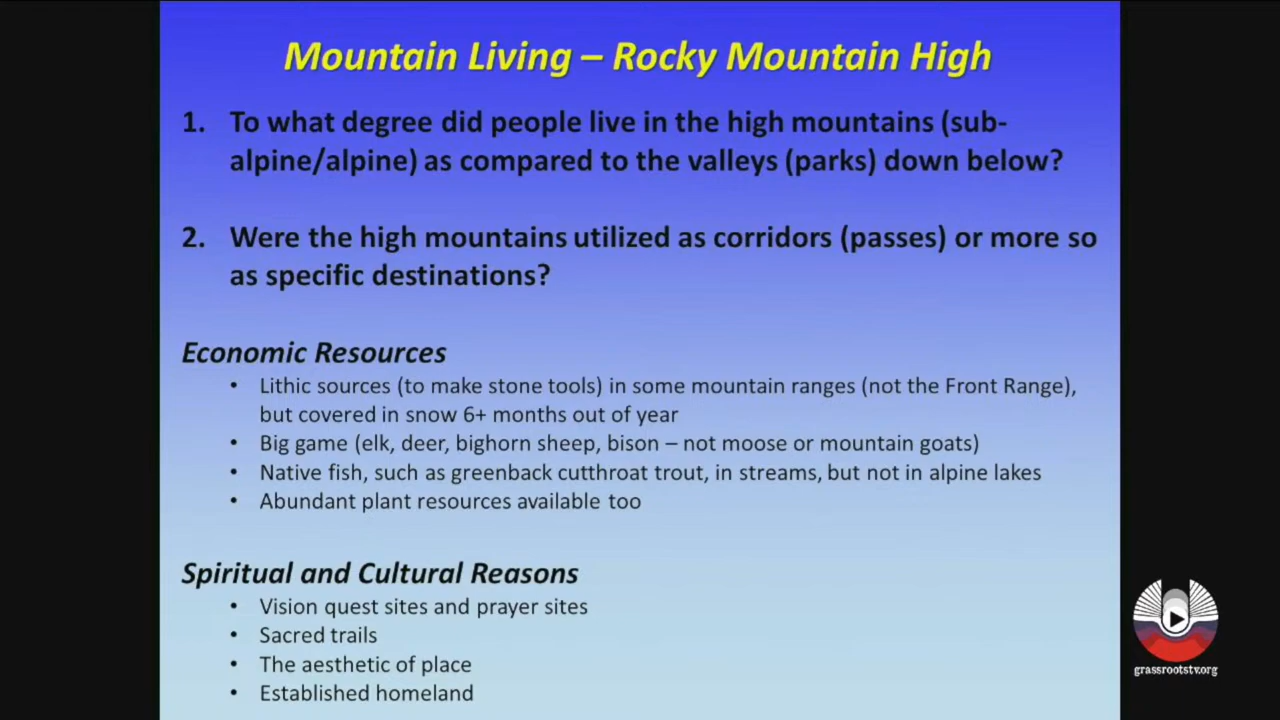 Mountain Living – Rocky Mountain High
1. To what degree did people live in the high mountains (sub-
alpine/alpine) as compared to the valleys (parks) down below?
2. Were the high mountains utilized as corridors (passes) or more so
as specific destinations?
Economic Resources
• Lithic sources (to make stone tools) in some mountain ranges (not the Front Range),
but covered in snow 6+ months out of year
• Big game (elk, deer, bighorn sheep, bison – not moose or mountain goats)
• Native fish, such as greenback cutthroat trout, in streams, but not in alpine lakes
• Abundant plant resources available too
Spiritual and Cultural Reasons
• Vision quest sites and prayer sites
• Sacred trails
• The aesthetic of place
• Established homeland
grassrootstv.org